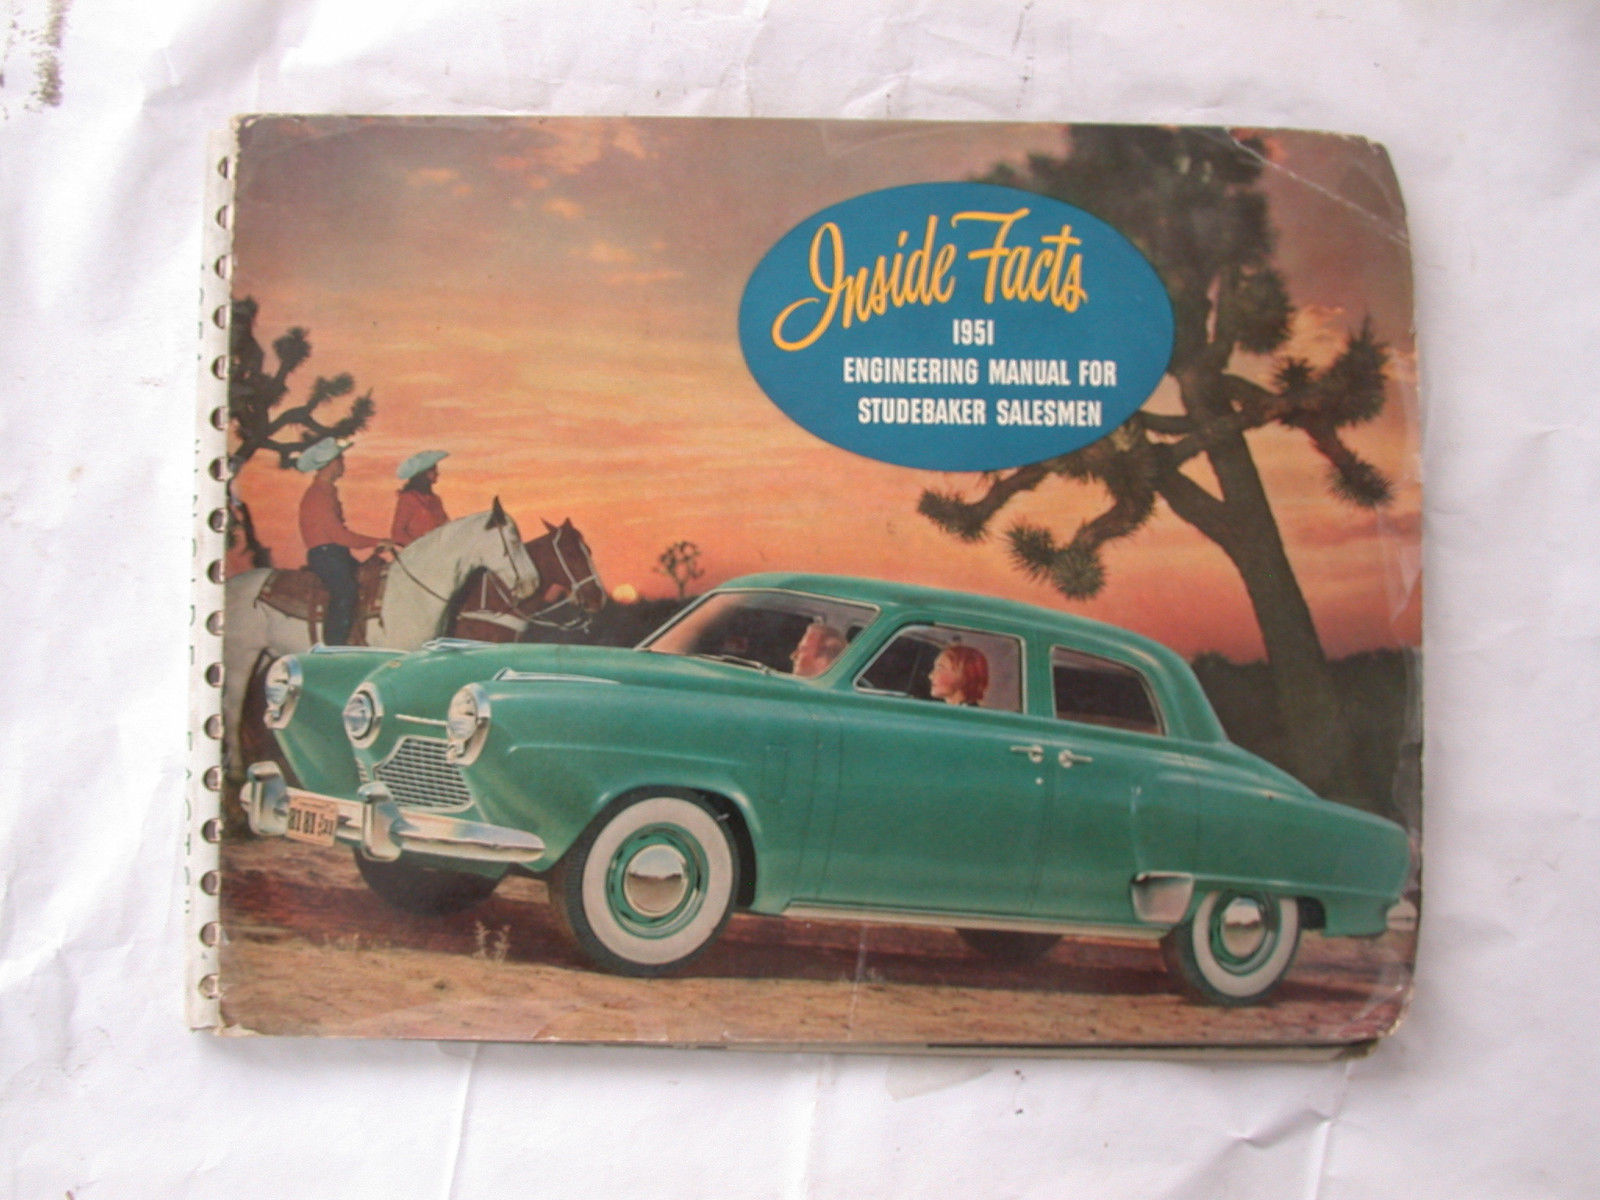 Inside Facts
1951
ENGINEERING MANUAL FOR
STUDEBAKER SALESMEN